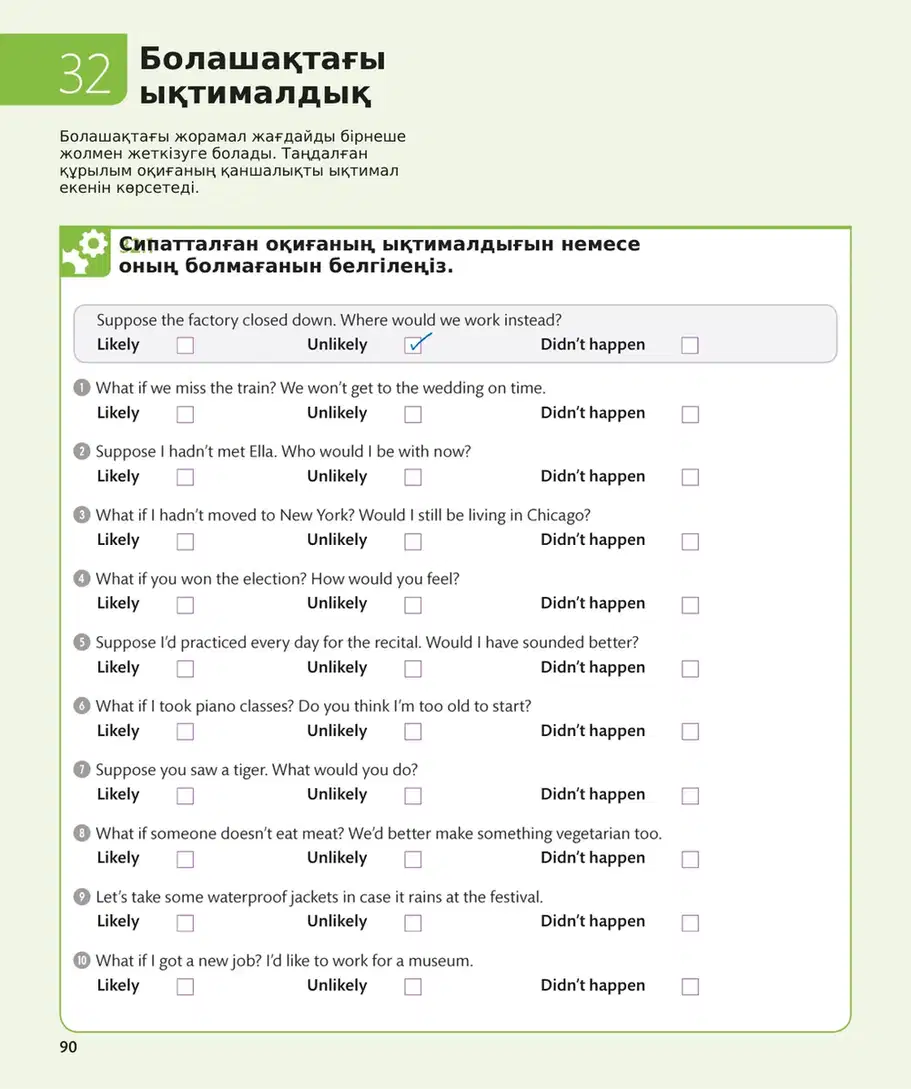 32
Болашақтағы
ықтималдық
Болашақтағы жорамал жағдайды бірнеше
жолмен жеткізуге болады. Таңдалған
құрылым оқиғаның қаншалықты ықтимал
екенін көрсетеді.
Сипатталған оқиғаның ықтималдығын немесе
оның болмағанын белгілеңіз.
Suppose the factory closed down. Where would we work instead?
Likely Unlikely Didn’t happen
1 What if we miss the train? We won’t get to the wedding on time.
Likely Unlikely Didn’t happen
2 Suppose I hadn’t met Ella. Who would I be with now?
Likely Unlikely Didn’t happen
3 What if I hadn’t moved to New York? Would I still be living in Chicago?
Likely Unlikely Didn’t happen
4 What if you won the election? How would you feel?
Likely Unlikely Didn’t happen
5 Suppose I’d practiced every day for the recital. Would I have sounded better?
Likely Unlikely Didn’t happen
6 What if I took piano classes? Do you think I’m too old to start?
Likely Unlikely Didn’t happen
7 Suppose you saw a tiger. What would you do?
Likely Unlikely Didn’t happen
8 What if someone doesn’t eat meat? We’d better make something vegetarian too.
Likely Unlikely Didn’t happen
9 Let’s take some waterproof jackets in case it rains at the festival.
Likely Unlikely Didn’t happen
10 What if I got a new job? I’d like to work for a museum.
Likely Unlikely Didn’t happen
90